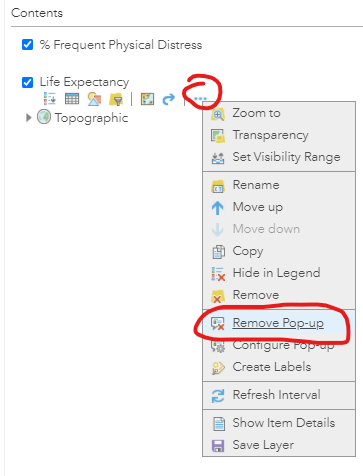 Contents
% Frequent Physical Distress
Life Expectancy
Topographic
Zoom to
Transparency
Set Visibility Range
Rename
Move up
Move down
Copy
Hide in Legend
Remove
Remove Pop-up
Configure Pop-up
Create Labels
Refresh Interval
Show Item Details
Save Layer